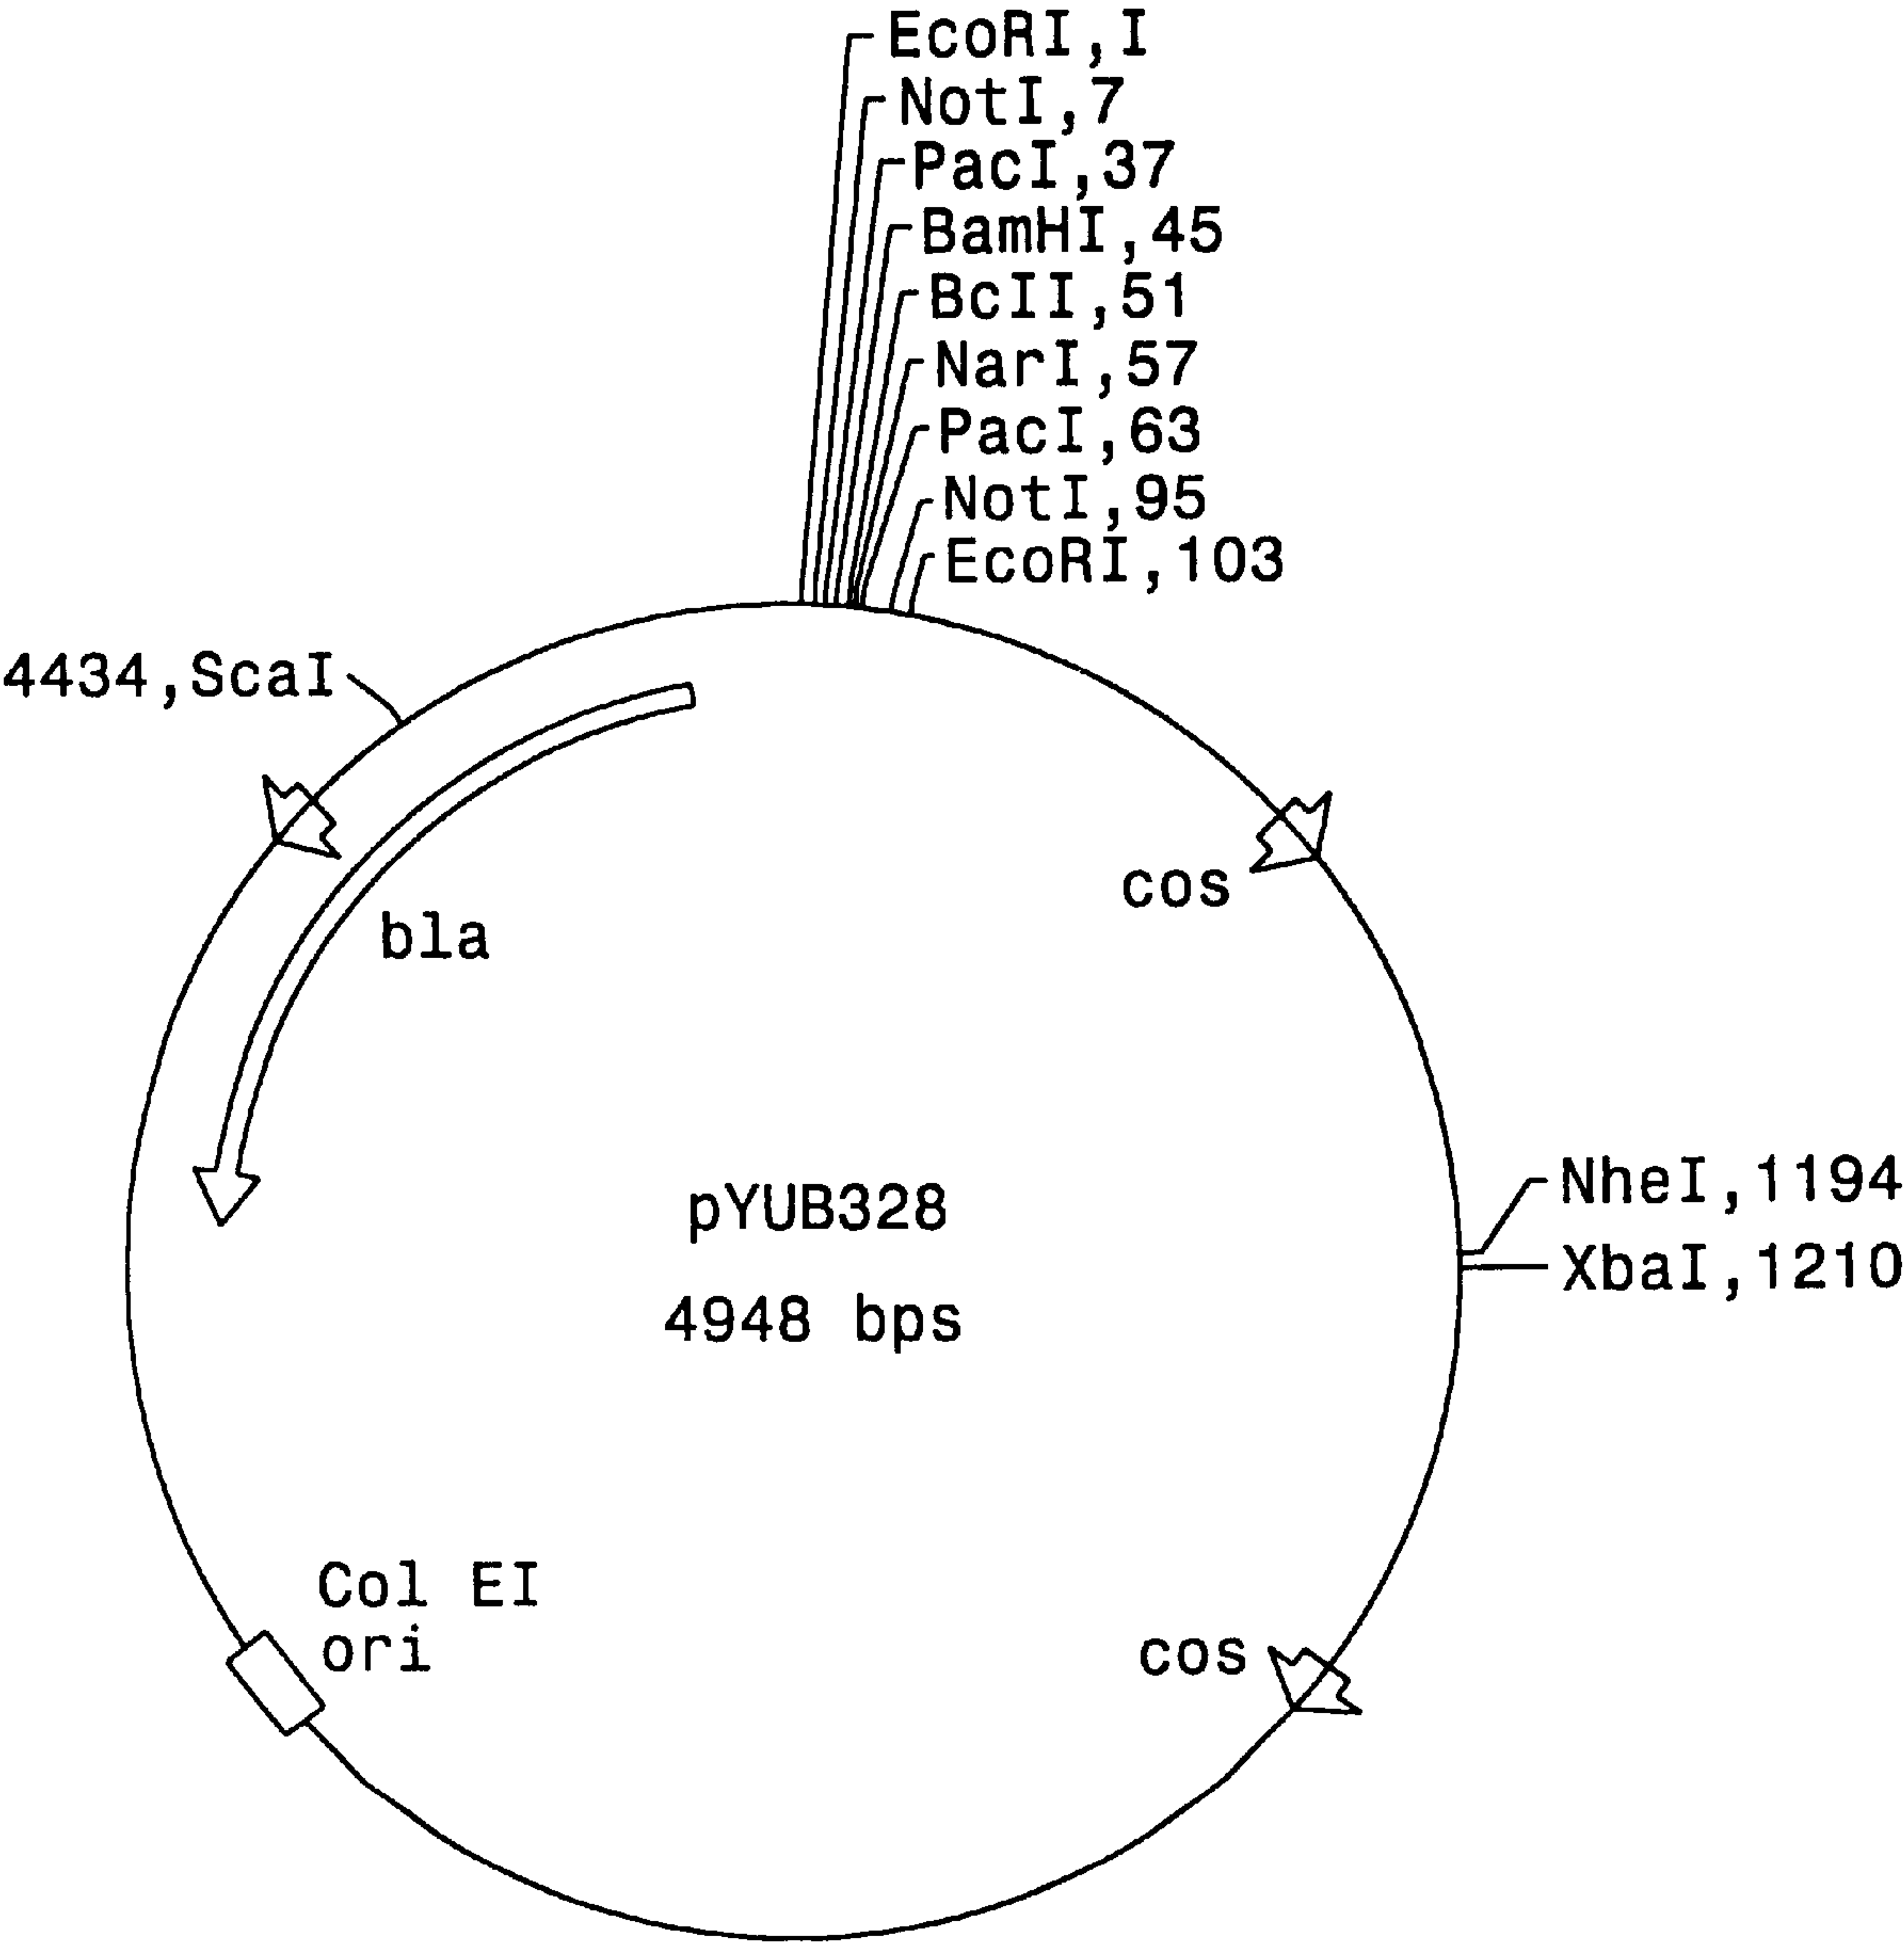 EcoRI,I
NotI,7
PacI,37
BamHI,45
BcII,51
NarI,57
PacI,63
NotI,95
EcoRI,103
4434,ScaI
cos
bla
NheI,1194
pYUB328
XbaI,1210
4948 bps
Col EI
ori
cos